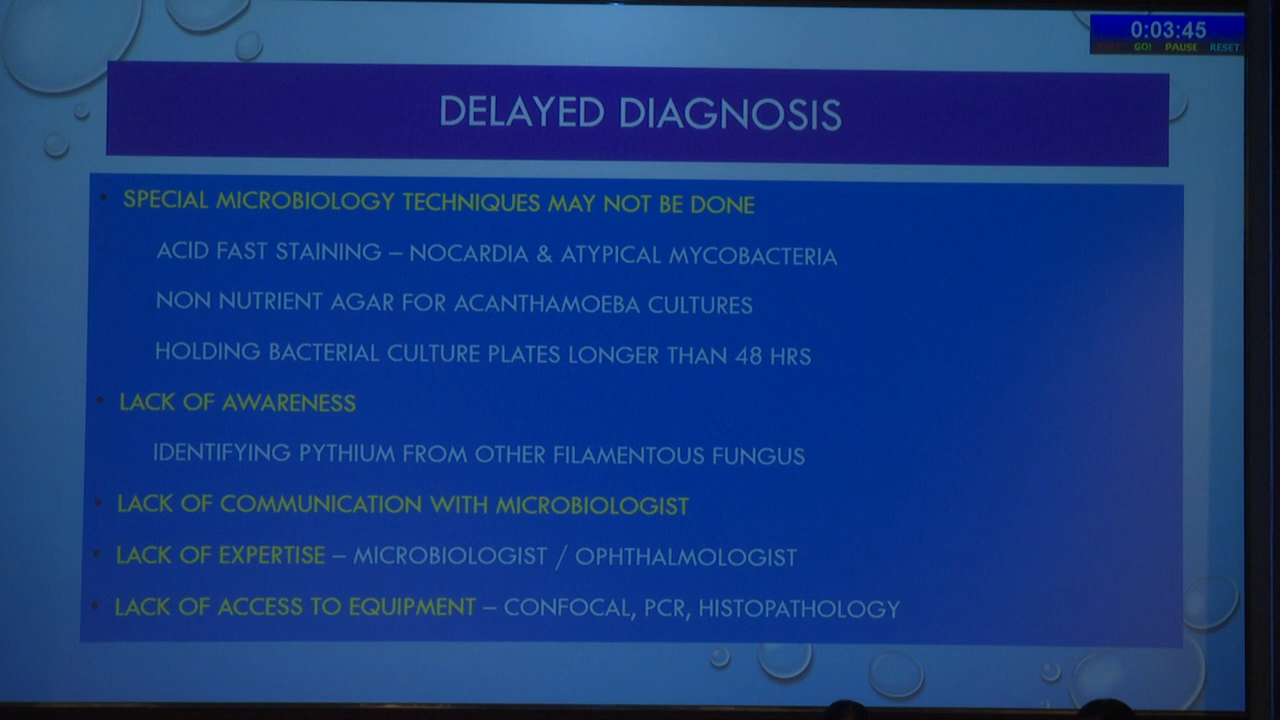 0:03:45
GO! PAUSE RESET
DELAYED DIAGNOSIS
• SPECIAL MICROBIOLOGY TECHNIQUES MAY NOT BE DONE
ACID FAST STAINING – NOCARDIA & ATYPICAL MYCOBACTERIA
NON NUTRIENT AGAR FOR ACANTHAMOEBA CULTURES
HOLDING BACTERIAL CULTURE PLATES LONGER THAN 48 HRS
• LACK OF AWARENESS
IDENTIFYING PYTHIUM FROM OTHER FILAMENTOUS FUNGUS
• LACK OF COMMUNICATION WITH MICROBIOLOGIST
• LACK OF EXPERTISE – MICROBIOLOGIST / OPHTHALMOLOGIST
• LACK OF ACCESS TO EQUIPMENT – CONFOCAL, PCR, HISTOPATHOLOGY